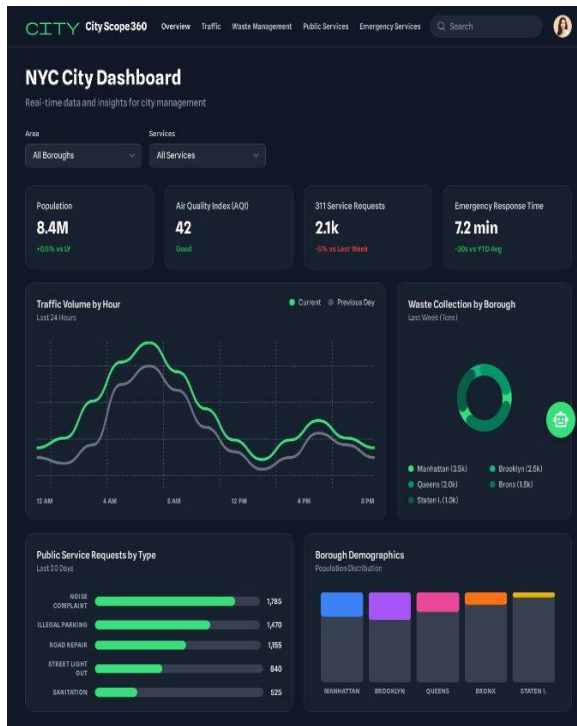 CITY CityScope360 Overview Traffic Waste Management Public Services Emergency Services Search
NYC City Dashboard
Real-time data and insights for city management
Area Services
All Boroughs All Services
Population
8.4M
+0.5% vs LY
Air Quality Index (AQI)
42
Good
311 Service Requests
2.1k
-5% vs Last Week
Emergency Response Time
7.2 min
-30s vs YTD Avg
Traffic Volume by Hour
Last 24 Hours
Current Previous Day
12 AM 4 AM 8 AM 12 PM 4 PM 8 PM
Waste Collection by Borough
Last Week (Tons)
Manhattan (3.5k) Brooklyn (2.5k)
Queens (2.0k) Bronx (1.5k)
Staten I. (1.0k)
Public Service Requests by Type
Last 30 Days
NOISE
COMPLAINT 1,785
ILLEGAL PARKING 1,470
ROAD REPAIR 1,155
STREET LIGHT
OUT 840
SANITATION 525
Borough Demographics
Population Distribution
MANHATTAN BROOKLYN QUEENS BRONX STATEN I.